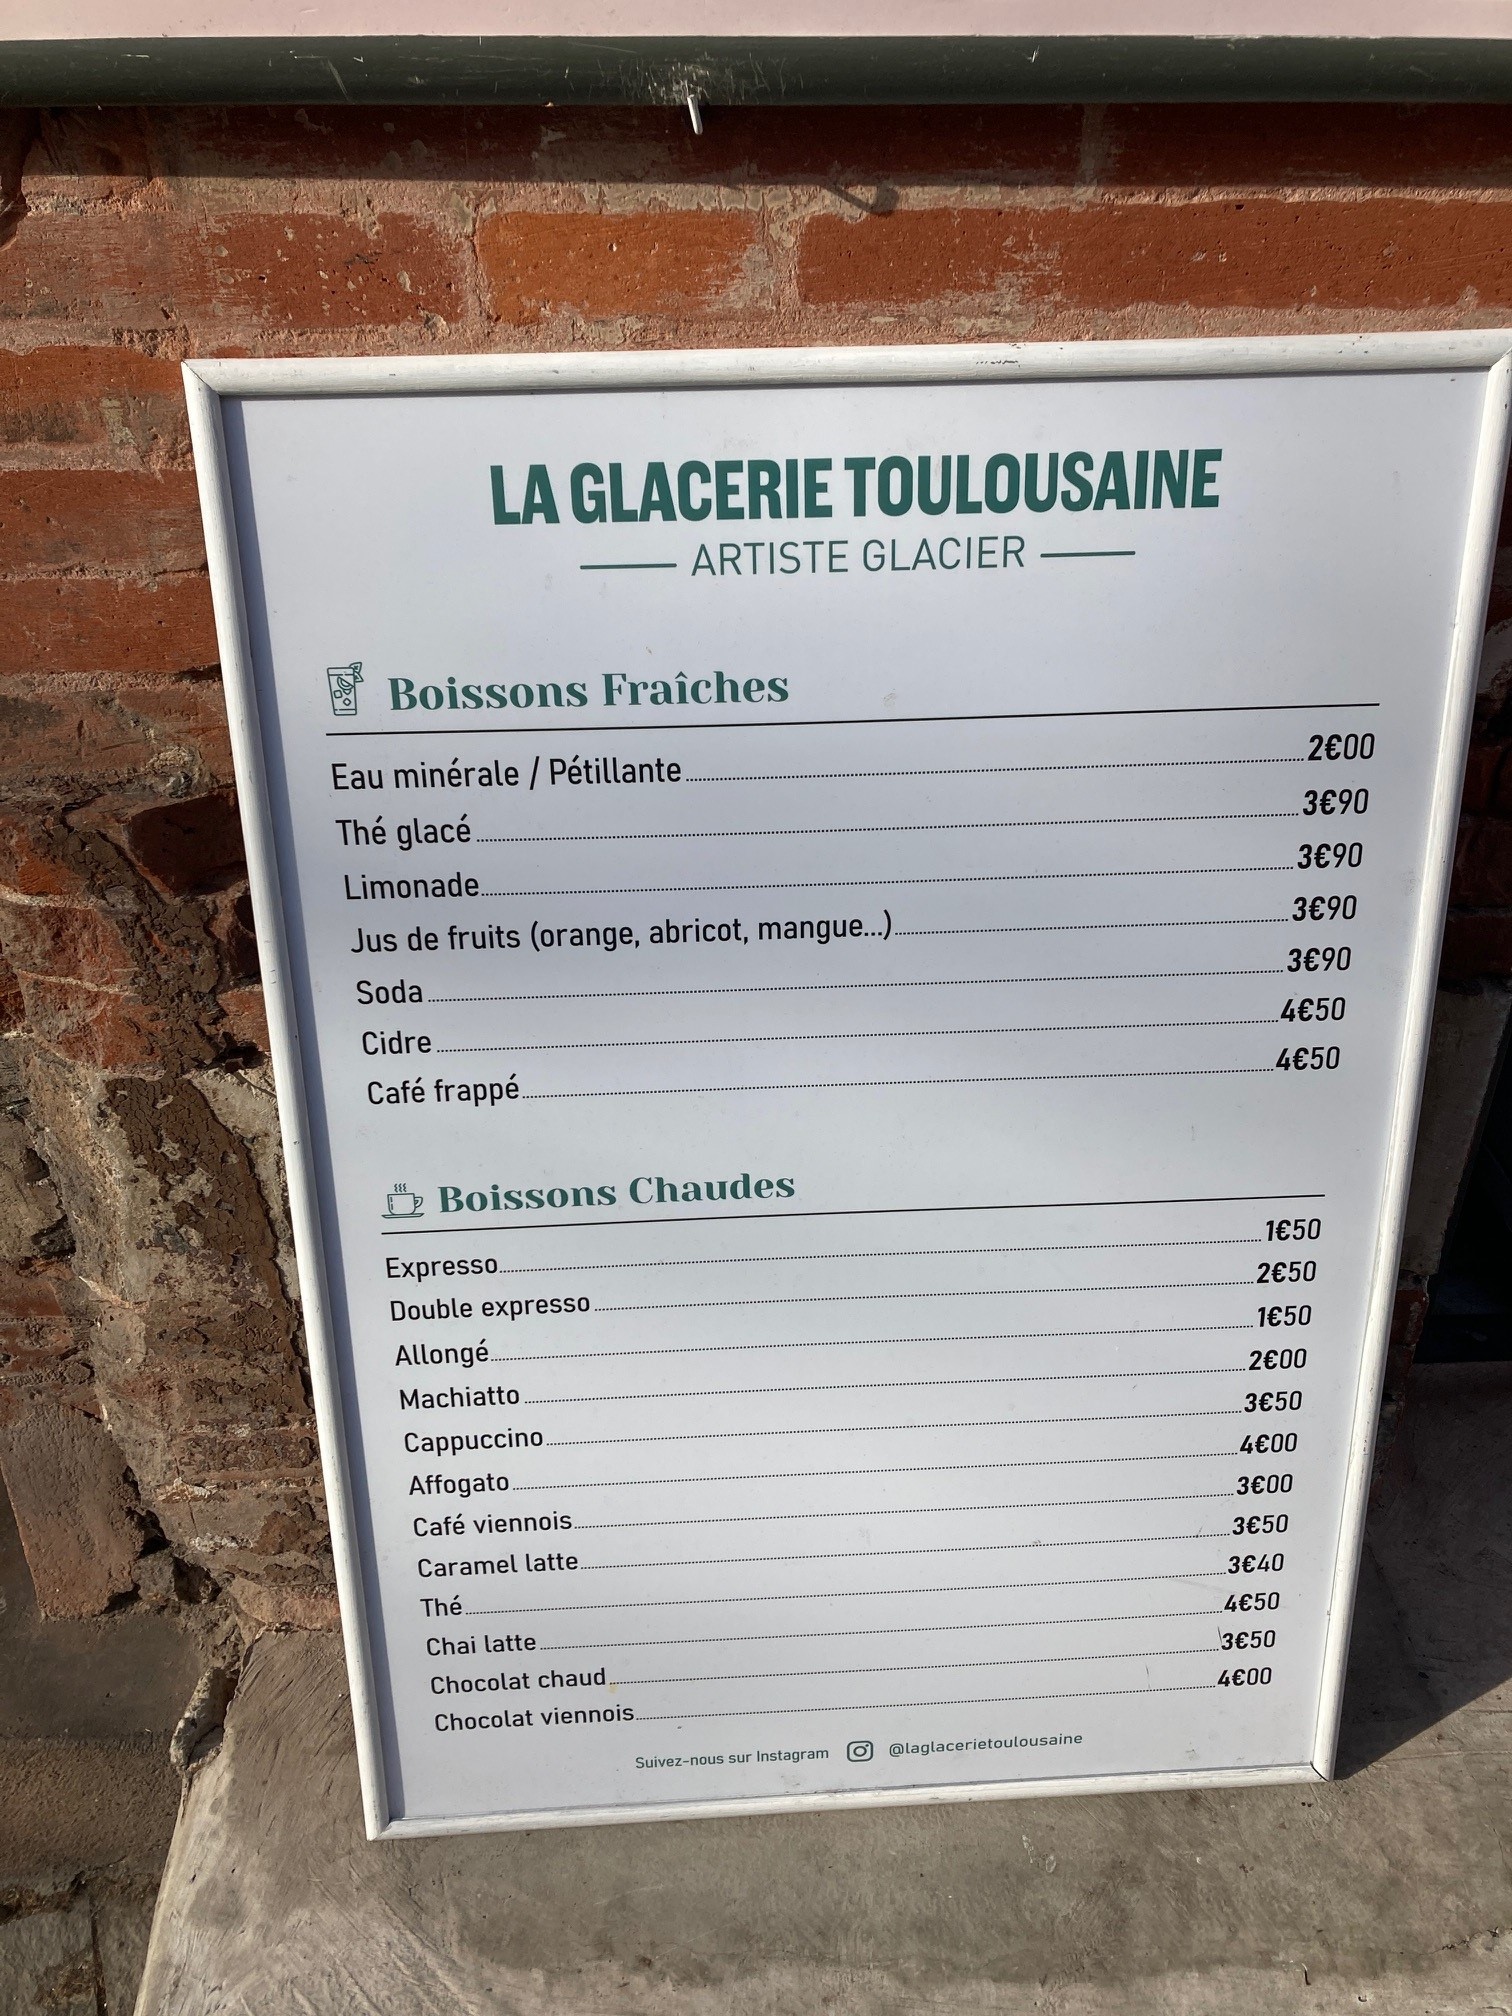 LA GLACERIE TOULOUSAINE
ARTISTE GLACIER
Boissons Fraîches
Eau minérale / Pétillante 2€00
Thé glacé 3€90
Limonade 3€90
Jus de fruits (orange, abricot, mangue...) 3€90
Soda 3€90
Cidre 4€50
Café frappé 4€50
Boissons Chaudes
Expresso 1€50
Double expresso 2€50
Allongé 1€50
Machiatto 2€00
Cappuccino 3€50
Affogato 4€00
Café viennois 3€00
Caramel latte 3€50
Thé 3€40
Chai latte 4€50
Chocolat chaud 3€50
Chocolat viennois 4€00
Suivez-nous sur Instagram @laglacerietoulousaine